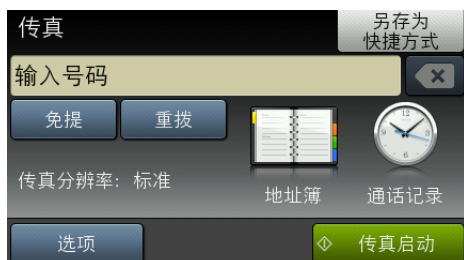 传真
另存为
快捷方式
输入号码
免提
重拨
传真分辨率: 标准
地址簿
通话记录
选项
传真启动